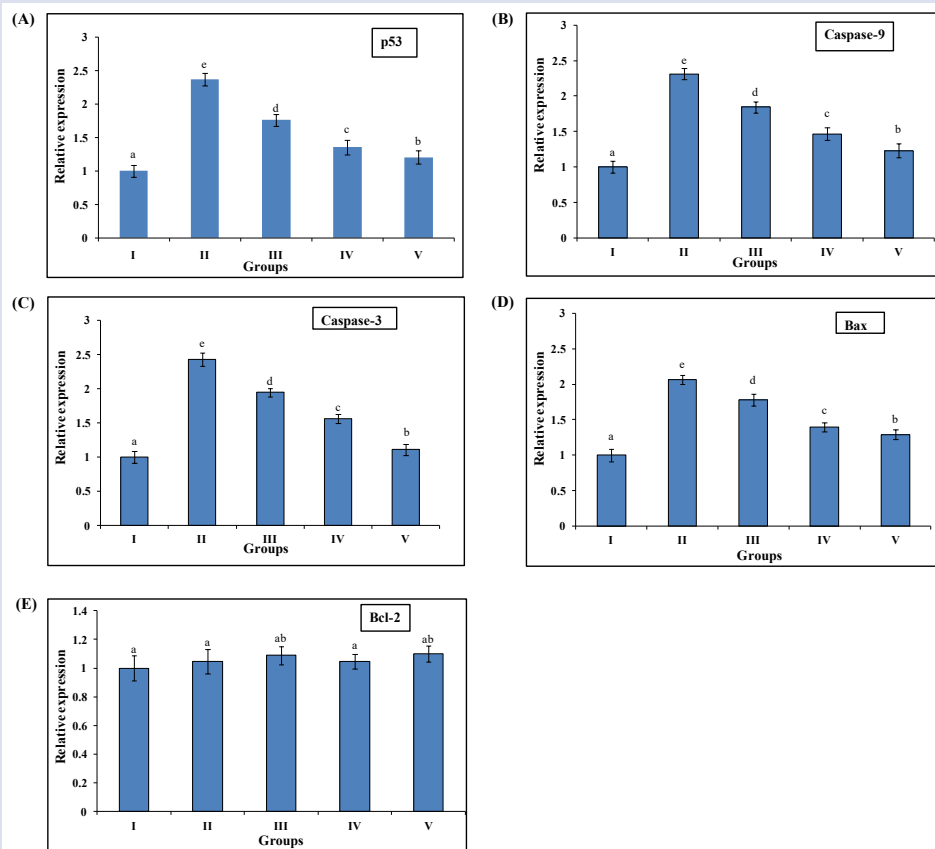 (A)
p53
Relative expression
3
2.5
2
1.5
1
0.5
0
a
e
d
c
b
I II III IV V
Groups
(B)
Caspase-9
Relative expression
3
2.5
2
1.5
1
0.5
0
a
e
d
c
b
I II III IV V
Groups
(C)
Caspase-3
Relative expression
3
2.5
2
1.5
1
0.5
0
a
e
d
c
b
I II III IV V
Groups
(D)
Bax
Relative expression
3
2.5
2
1.5
1
0.5
0
a
e
d
c
b
I II III IV V
Groups
(E)
Bcl-2
Relative expression
1.4
1.2
1
0.8
0.6
0.4
0.2
0
a
a
ab
a
ab
I II III IV V
Groups